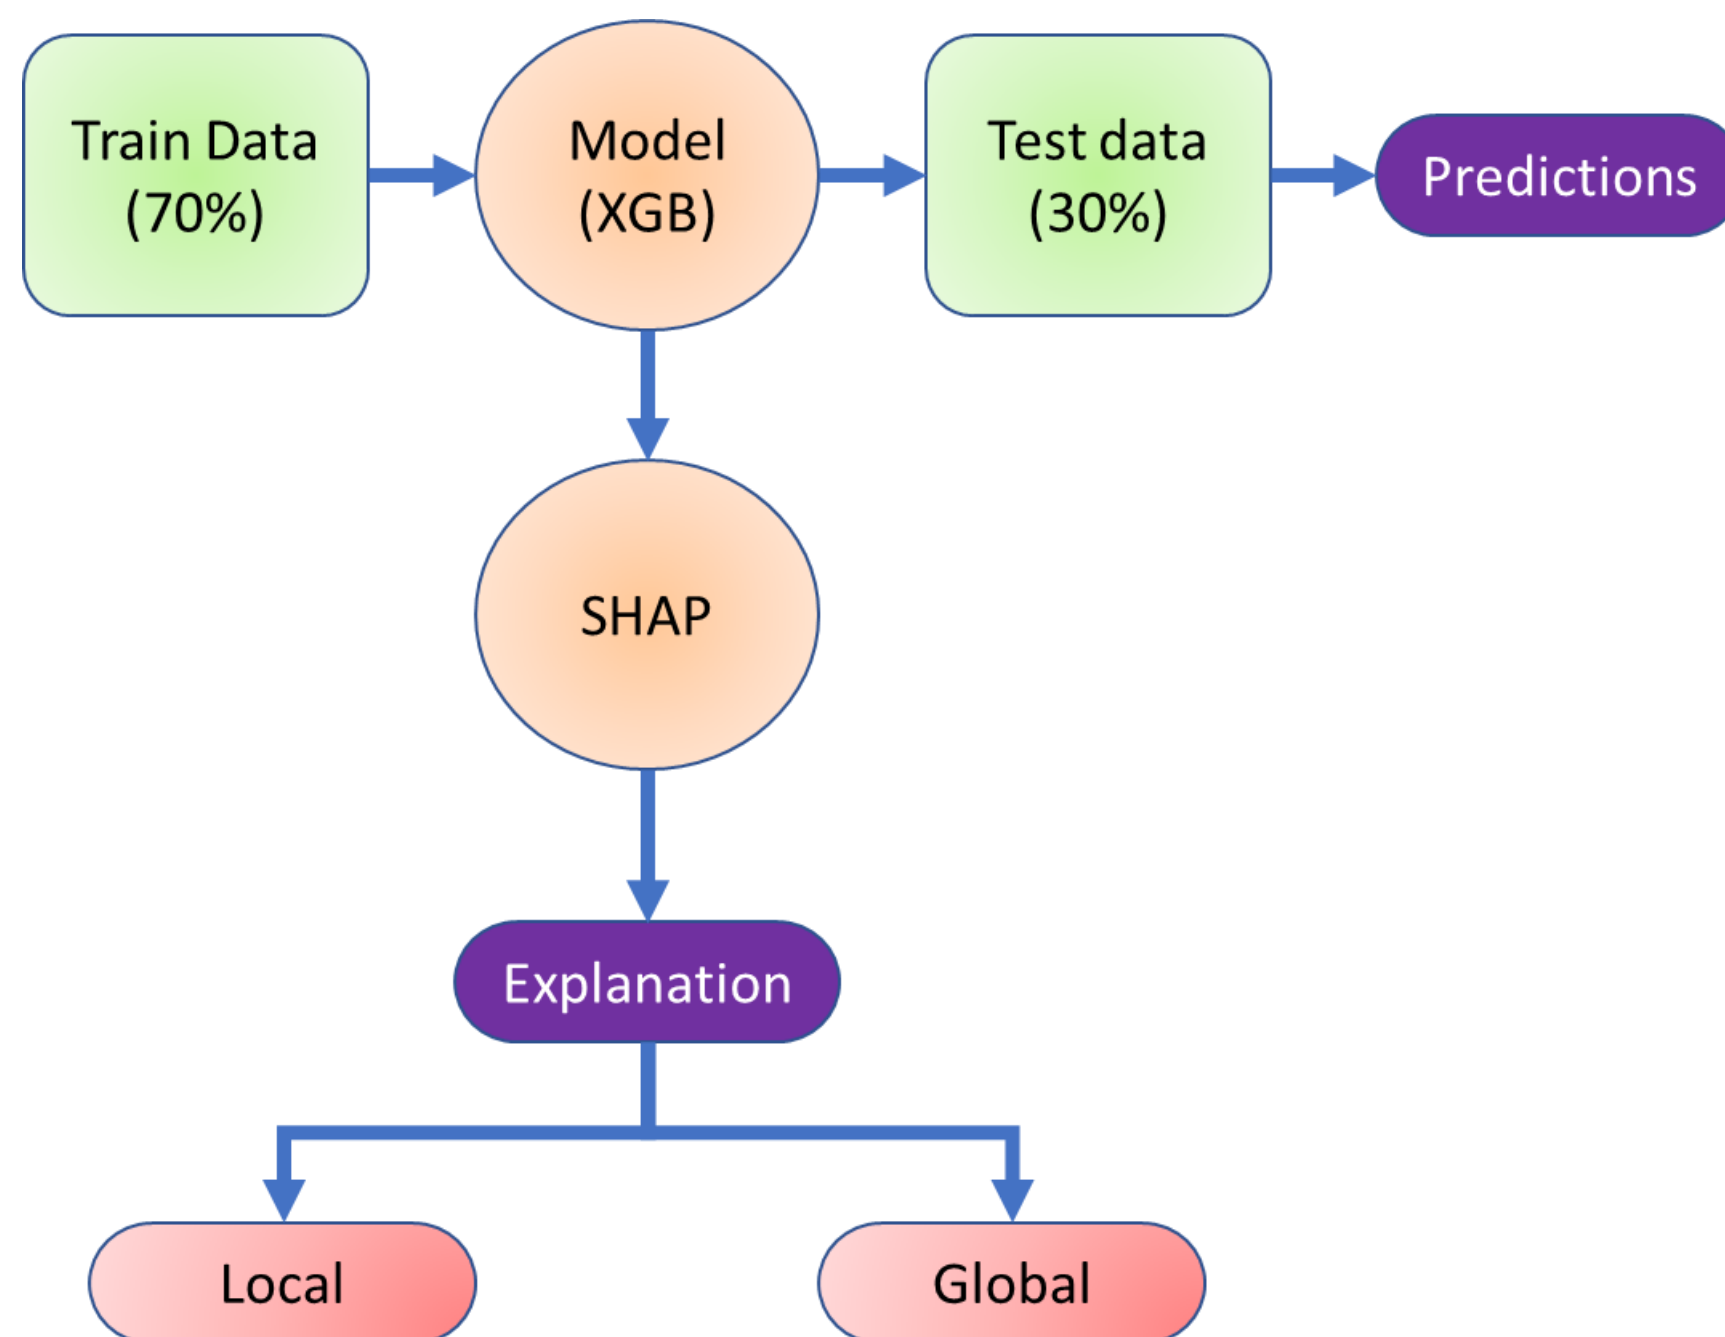 Train Data
(70%)
Model
(XGB)
Test data
(30%)
Predictions
SHAP
Explanation
Local
Global